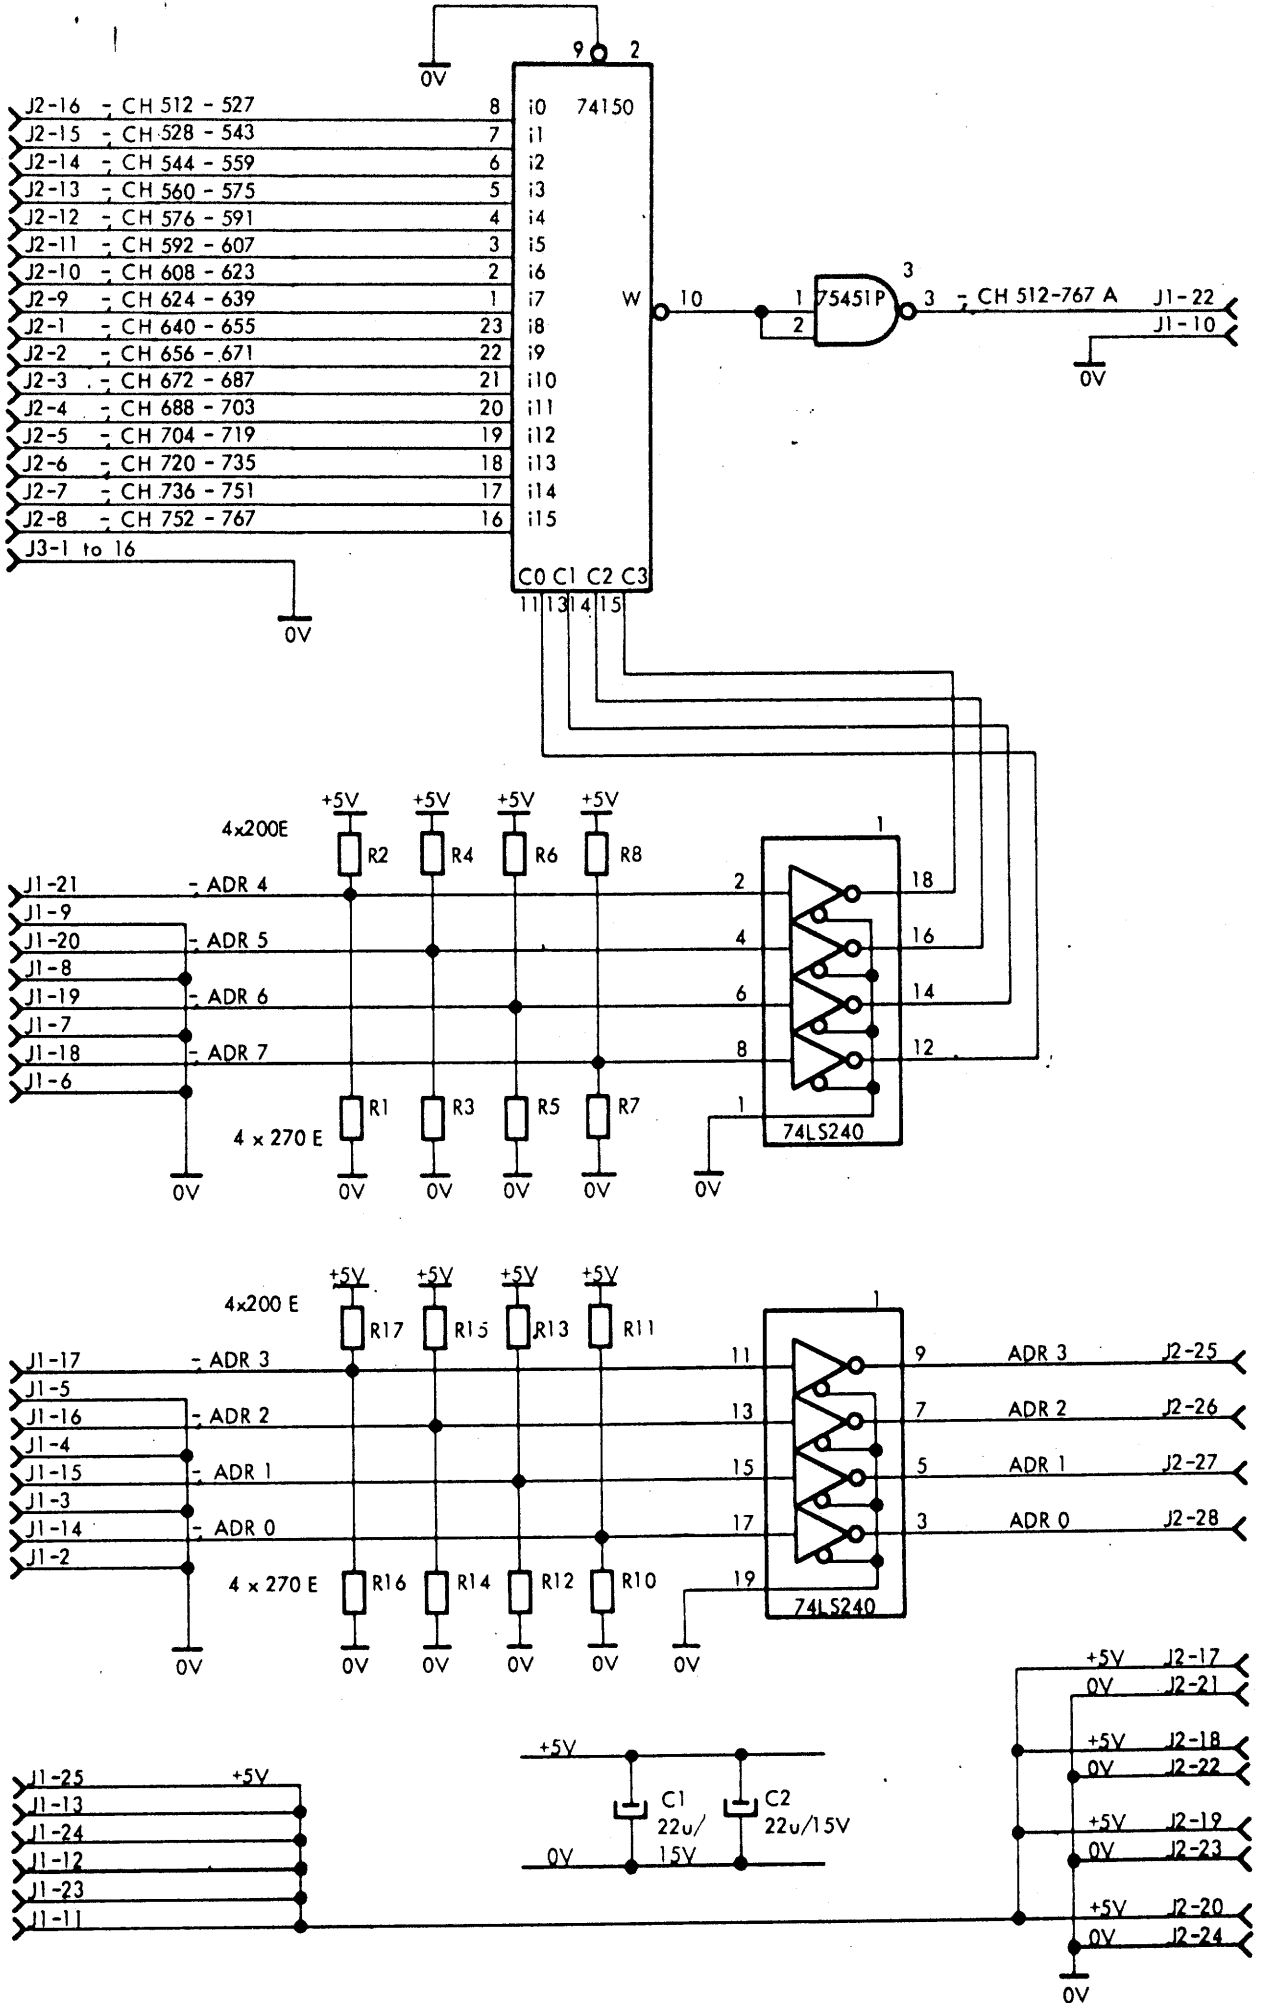 9 2
0V
J2-16 -, CH 512 - 527 8 i0 74150
J2-15 -, CH 528 - 543 7 i1
J2-14 -, CH 544 - 559 6 i2
J2-13 -, CH 560 - 575 5 i3
J2-12 -, CH 576 - 591 4 i4
J2-11 -, CH 592 - 607 3 i5
J2-10 -, CH 608 - 623 2 i6
J2-9 -, CH 624 - 639 1 i7
J2-1 -, CH 640 - 655 23 i8
J2-2 -, CH 656 - 671 22 i9
J2-3 -, CH 672 - 687 21 i10
J2-4 -, CH 688 - 703 20 i11
J2-5 -, CH 704 - 719 19 i12
J2-6 -, CH 720 - 735 18 i13
J2-7 -, CH 736 - 751 17 i14
J2-8 -, CH 752 - 767 16 i15
J3-1 to 16
0V
W 10
1 75451P 3
2
3
-, CH 512-767 A J1-22
J1-10
0V
C0 C1 C2 C3
11 13 14 15
+5V +5V +5V +5V
4x200E
R2 R4 R6 R8
1
J1-21 -, ADR 4 2 18
J1-9
J1-20 -, ADR 5 4 16
J1-8
J1-19 -, ADR 6 6 14
J1-7
J1-18 -, ADR 7 8 12
J1-6
R1 R3 R5 R7
1
4 x 270 E
74LS240
0V 0V 0V 0V 0V 0V
+5V +5V +5V +5V
4x200 E
R17 R15 R13 R11
1
J1-17 -, ADR 3 11 9 ADR 3 J2-25
J1-5
J1-16 -, ADR 2 13 7 ADR 2 J2-26
J1-4
J1-15 -, ADR 1 15 5 ADR 1 J2-27
J1-3
J1-14 -, ADR 0 17 3 ADR 0 J2-28
J1-2
4 x 270 E R16 R14 R12 R10
19
74LS240
0V 0V 0V 0V 0V 0V
+5V J2-17
0V J2-21
+5V J2-18
0V J2-22
+5V J2-19
0V J2-23
+5V J2-20
0V J2-24
0V
+5V
C1
22u/
15V
C2
22u/15V
0V
J1-25 +5V
J1-13
J1-24
J1-12
J1-23
J1-11